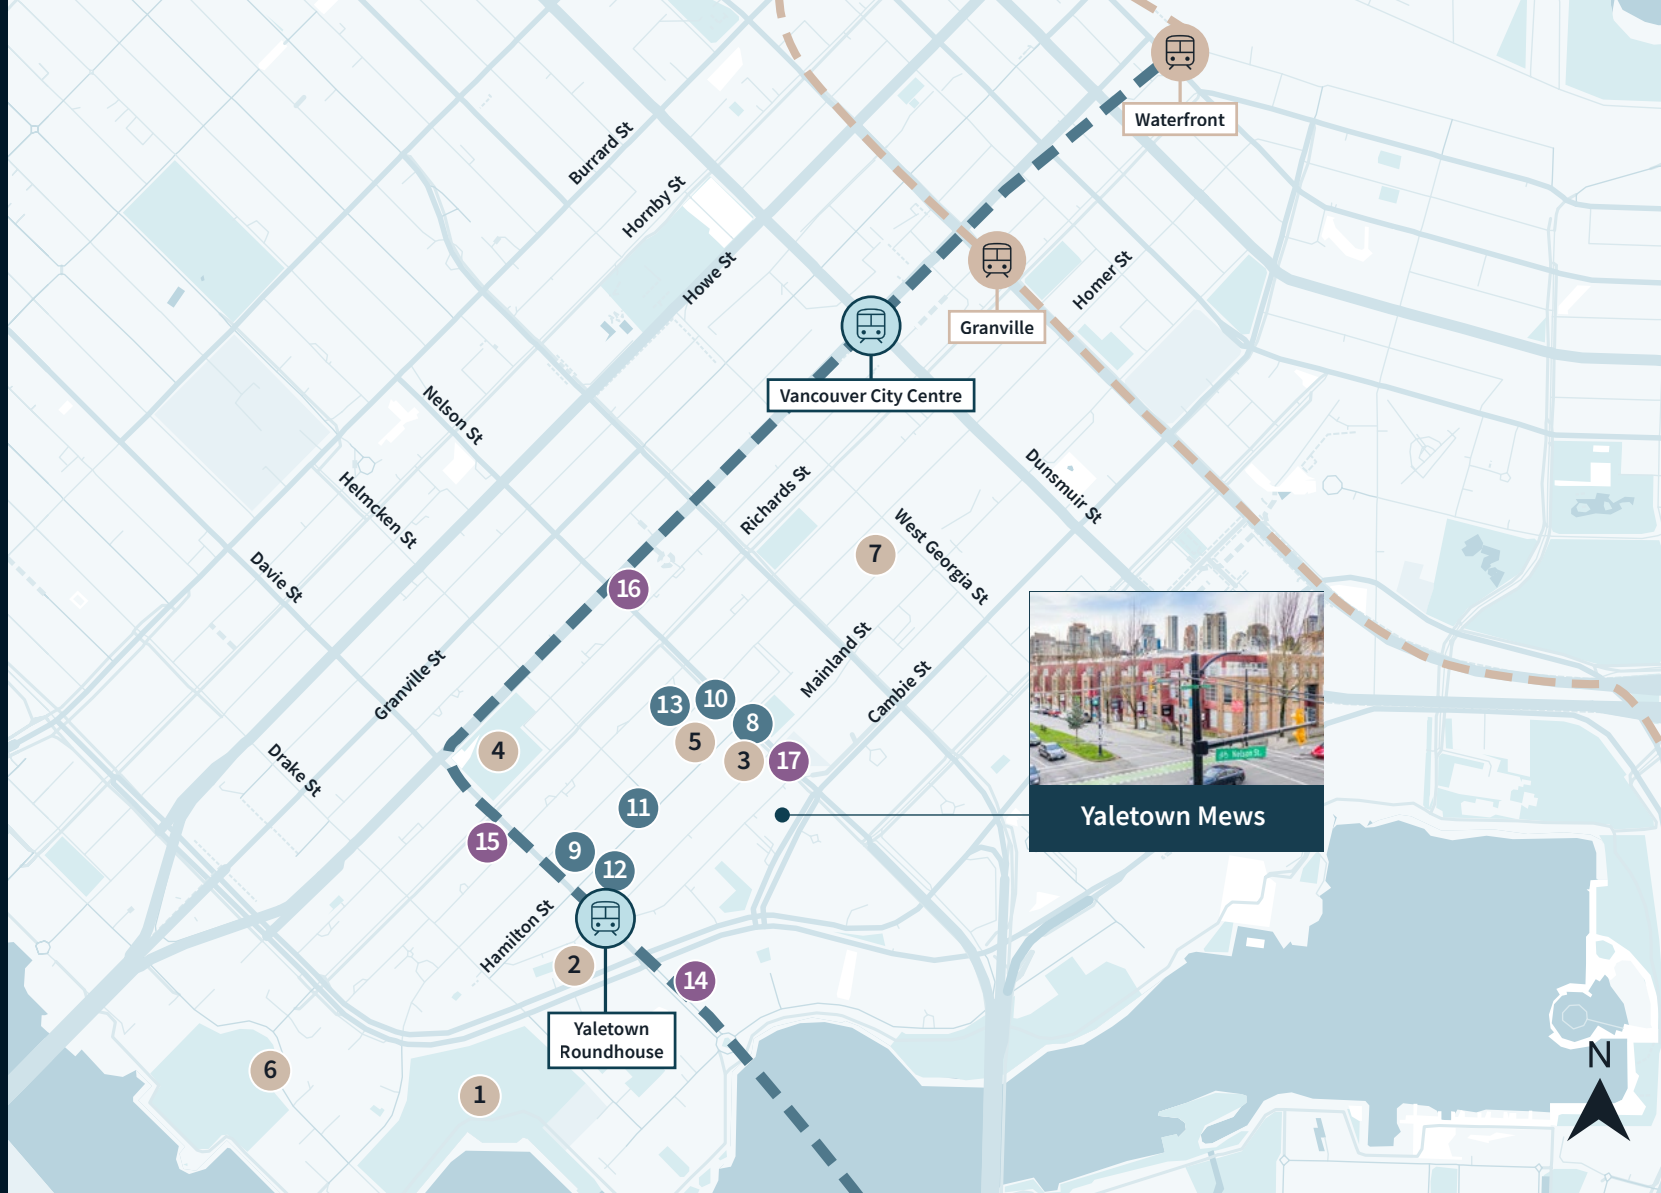 Waterfront
Burrard St
Hornby St
Howe St
Homer St
Granville
Vancouver City Centre
Nelson St
Helmcken St
Dunsmuir St
Richards St
West Georgia St
7
Davie St
16
Mainland St
Granville St
Cambie St
13
10
8
4
5
3
17
Drake St
Nelson St.
11
Yaletown Mews
15
9
12
Hamilton St
2
14
Yaletown
Roundhouse
N
6
1